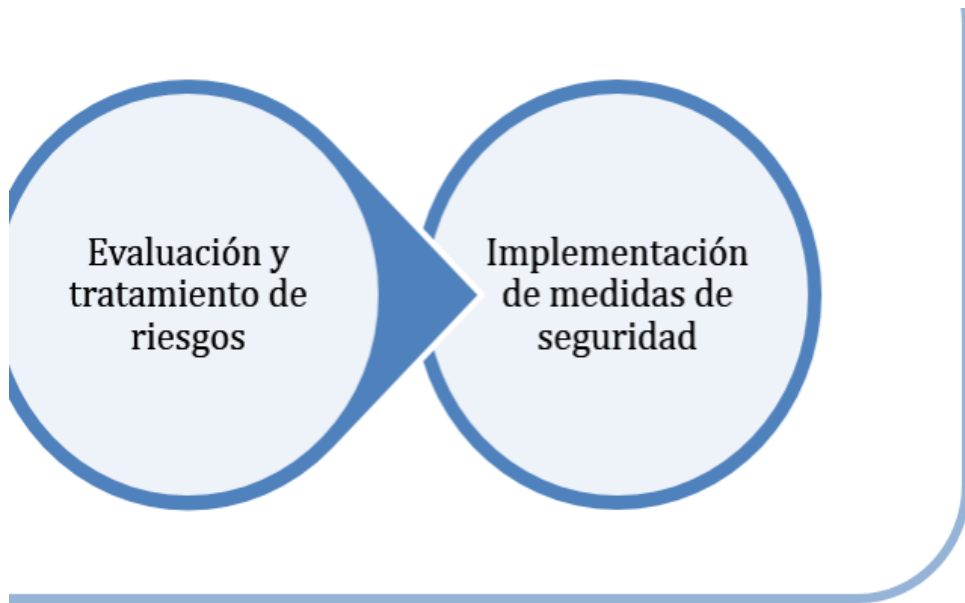 Evaluación y
tratamiento de
riesgos
Implementación
de medidas de
seguridad